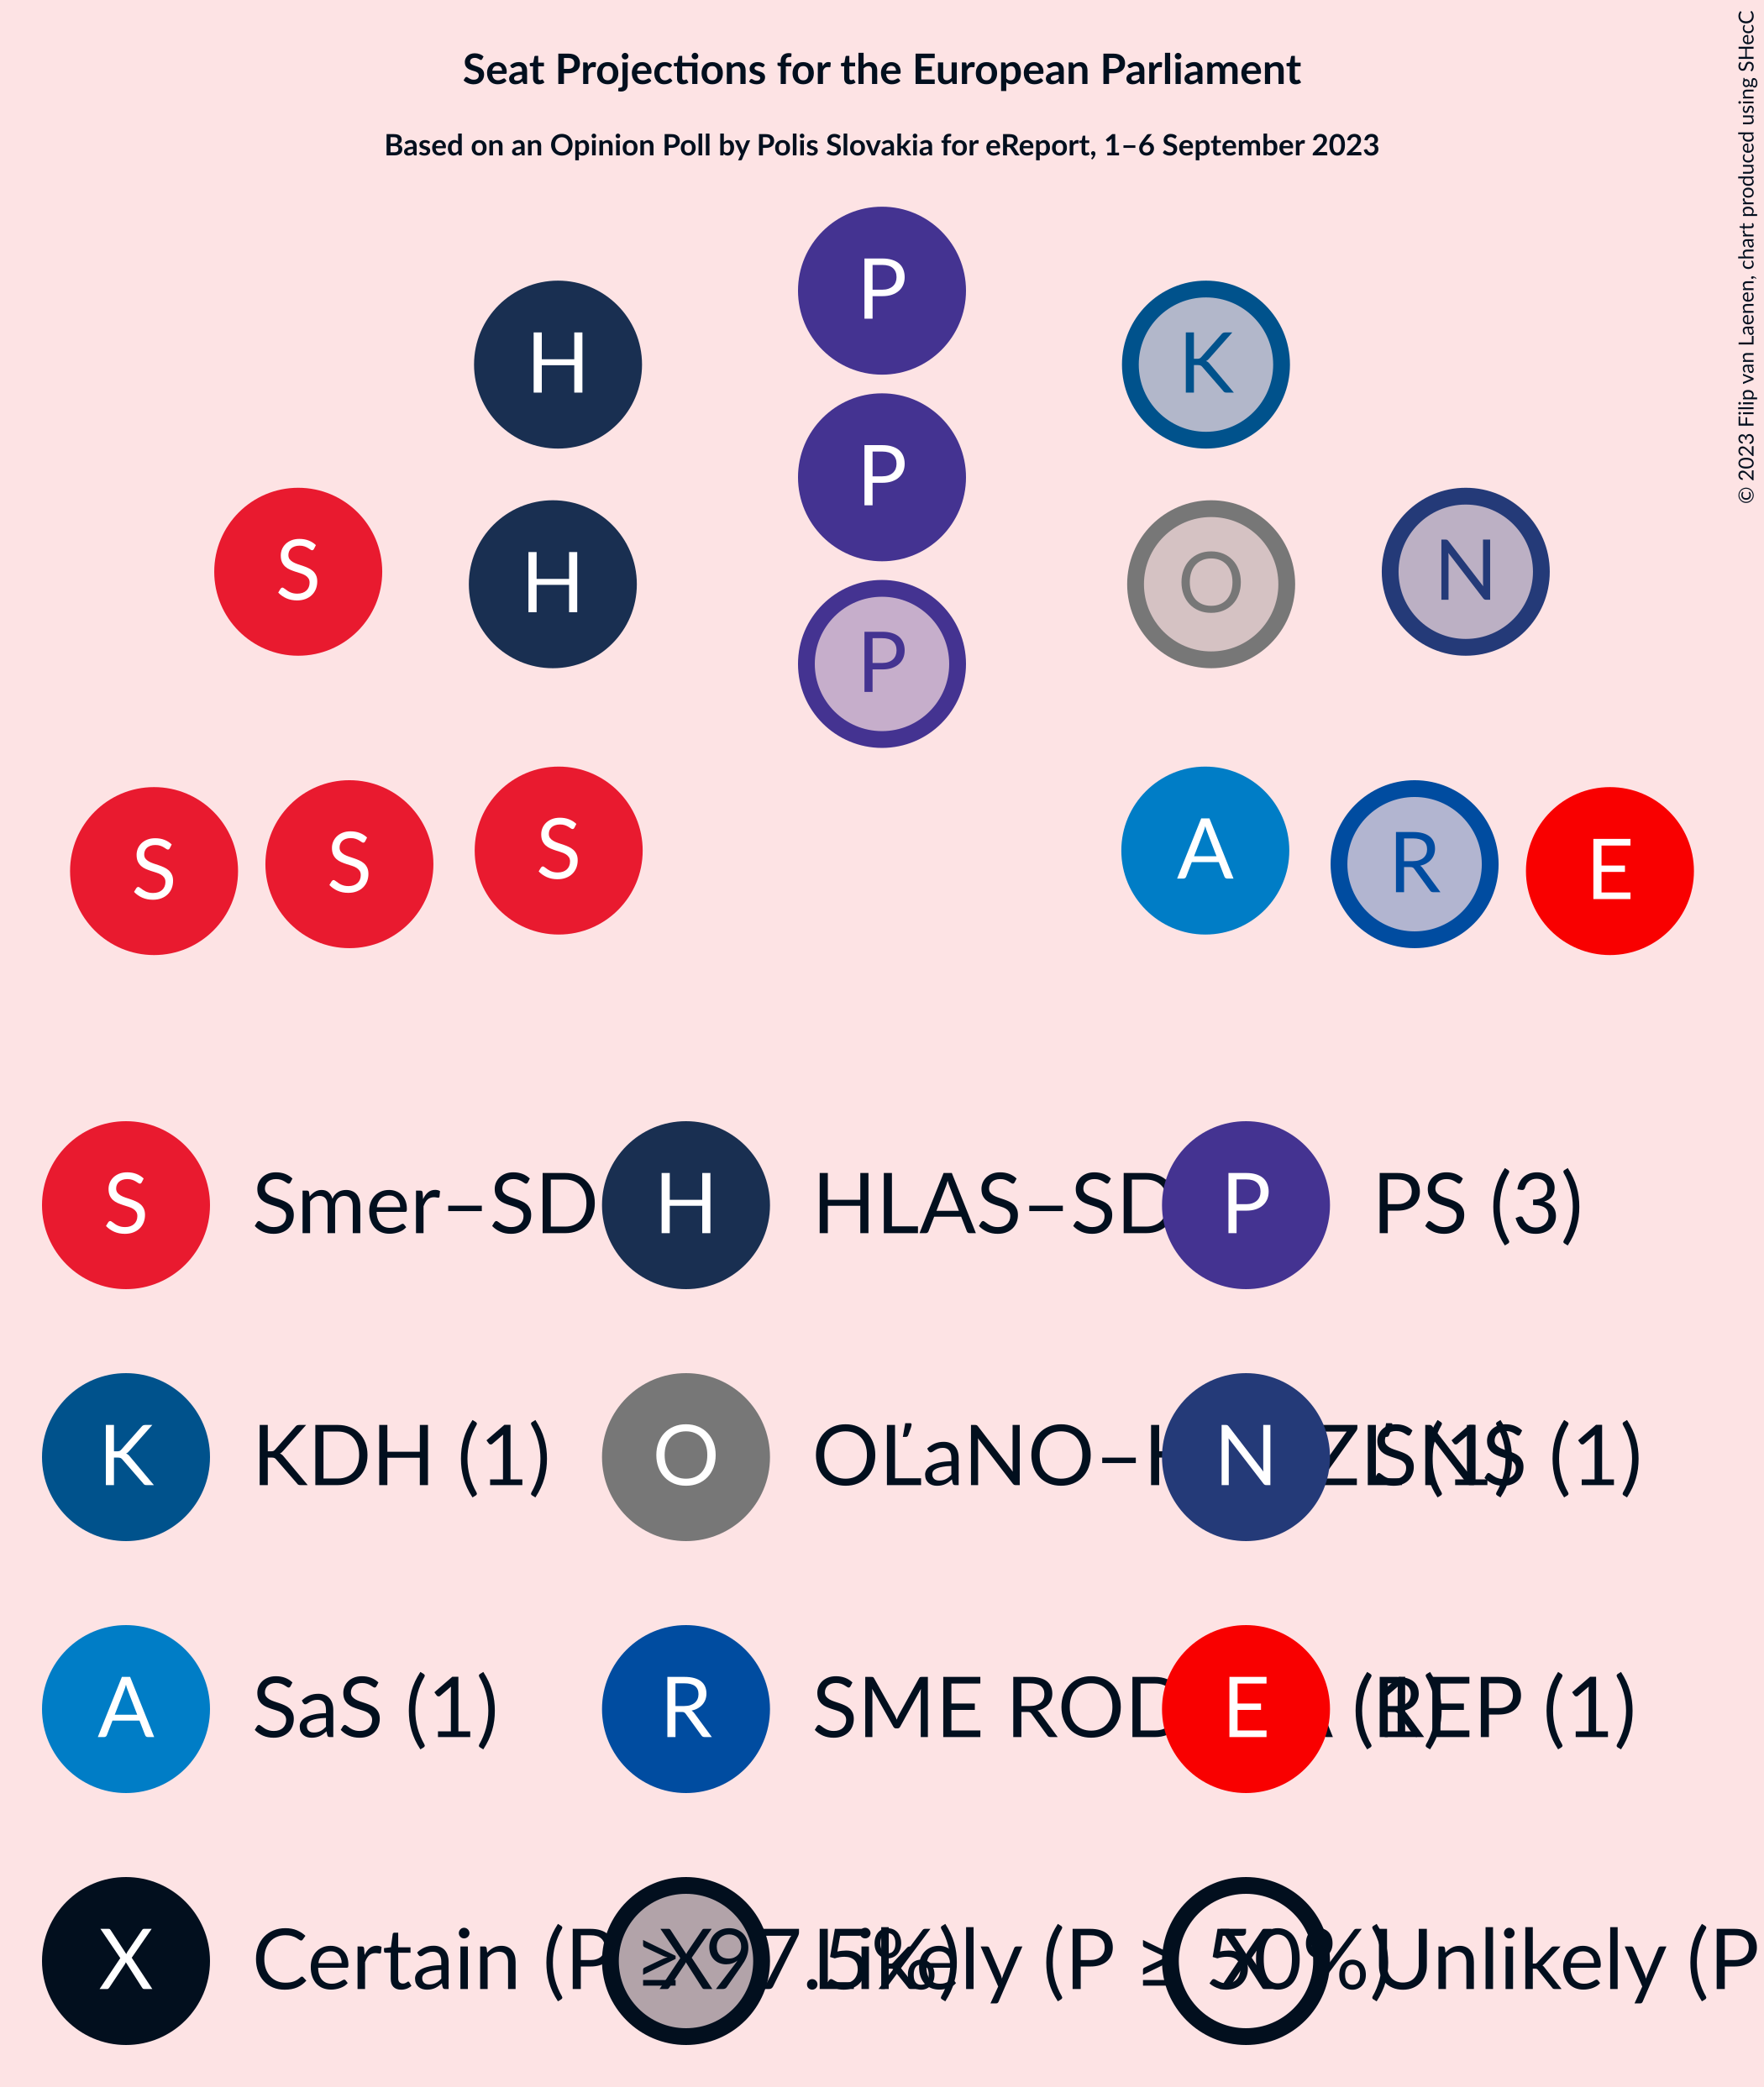 Seat Projections for the European Parliament
Based on an Opinion Poll by Polis Slovakia for eReport, 1–6 September 2023
© 2023 Filip van Laenen, chart produced using SHecC
P
H
K
P
S
H
O
N
P
S
S
S
A
R
E
S Smer–SD H HLAS–SD P PS (3)
K KDH (1) O OĽaNO– N SNS (1)
A SaS (1) R SME E REP (1)
X Certain (P ≥ 97.5%) X Likely (P ≥ 50%) X Unlikely (P